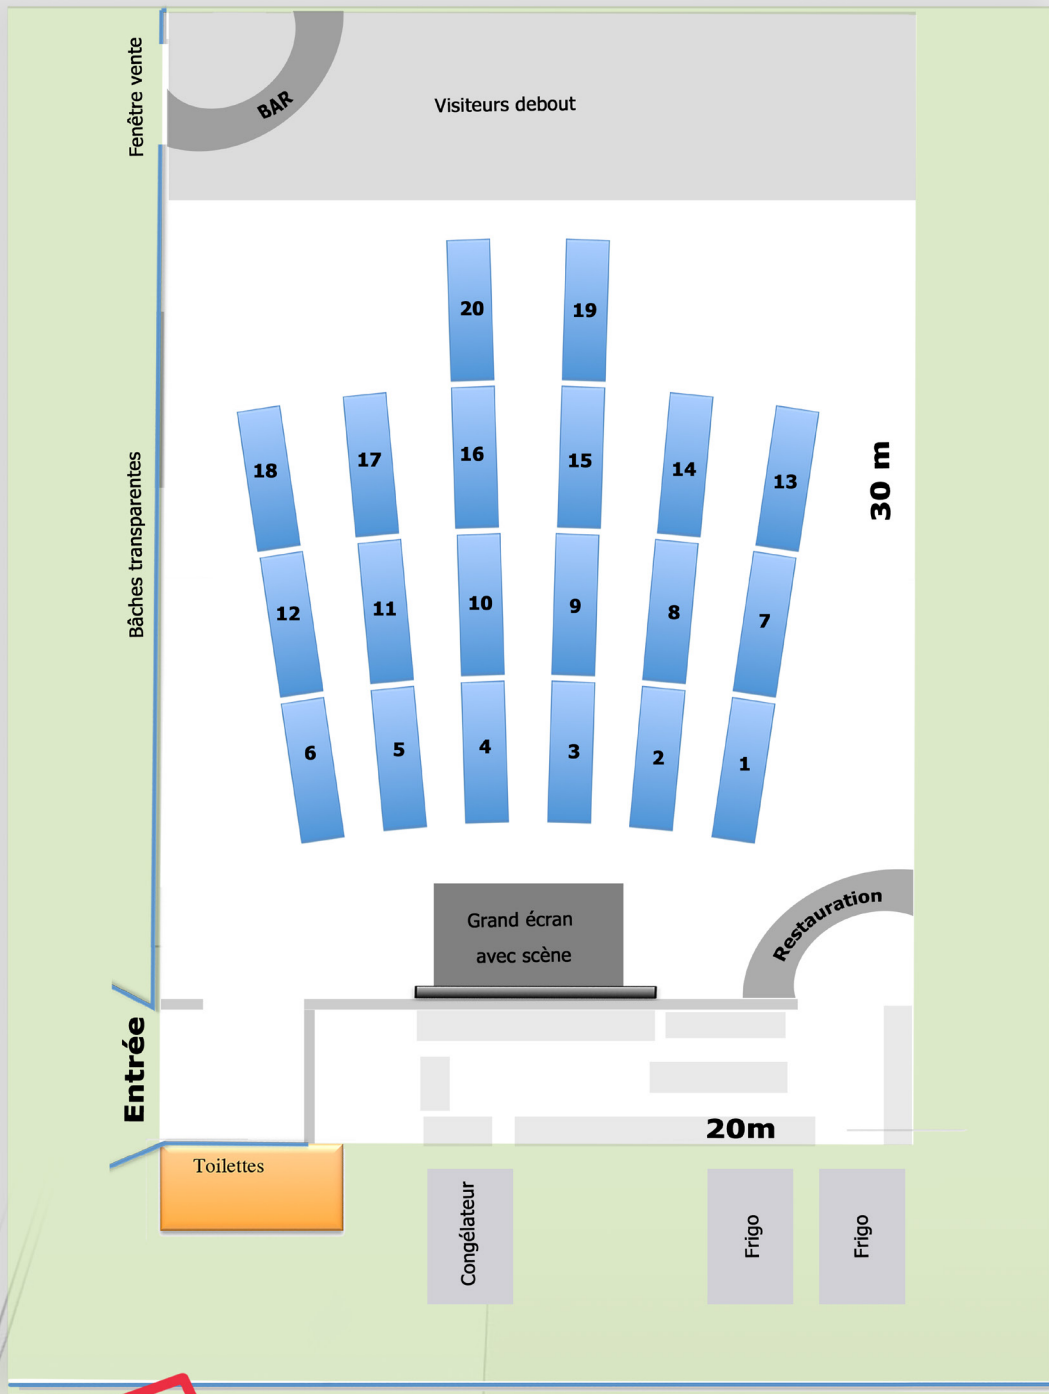 Fenêtre vente
BAR
Visiteurs debout
20
19
18
17
16
15
14
13
30 m
Bâches transparentes
12
11
10
9
8
7
6
5
4
3
2
1
Grand écran
avec scène
Restauration
Entrée
20m
Toilettes
Congélateur
Frigo
Frigo